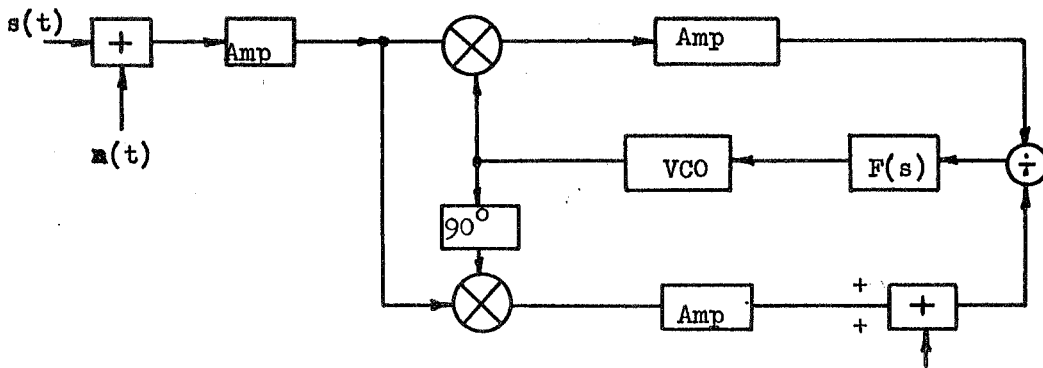 s(t)
+
Amp
Amp
n(t)
VCO
F(s)
÷
90°
Amp
+
+
+